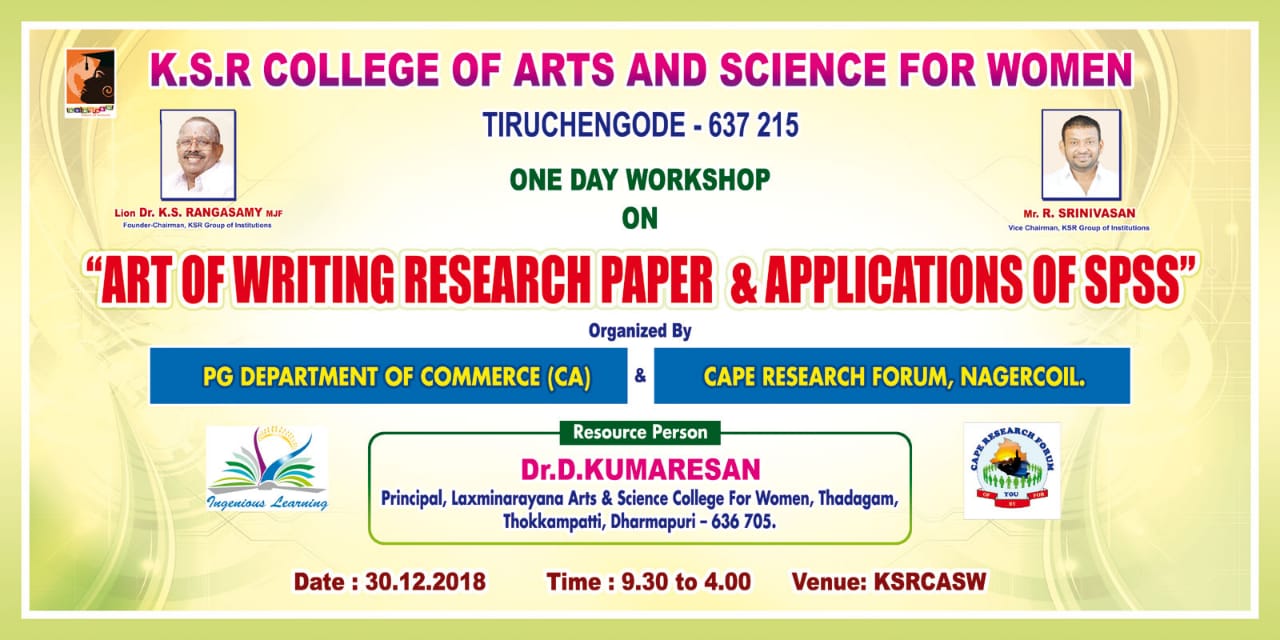 K.S.R COLLEGE OF ARTS AND SCIENCE FOR WOMEN
TIRUCHENGODE - 637 215
Lion Dr. K.S. RANGASAMY MJF
Founder-Chairman, KSR Group of Institutions
Mr. R. SRINIVASAN
Vice Chairman, KSR Group of Institutions
ONE DAY WORKSHOP
ON
“ART OF WRITING RESEARCH PAPER & APPLICATIONS OF SPSS”
Organized By
PG DEPARTMENT OF COMMERCE (CA) & CAPE RESEARCH FORUM, NAGERCOIL.
Ingenious Learning
Resource Person
Dr.D.KUMARESAN
Principal, Laxminarayana Arts & Science College For Women, Thadagam,
Thokkampatti, Dharmapuri – 636 705.
CAPE RESEARCH FORUM
OF YOU FOR
BY
Date : 30.12.2018 Time : 9.30 to 4.00 Venue: KSRCASW